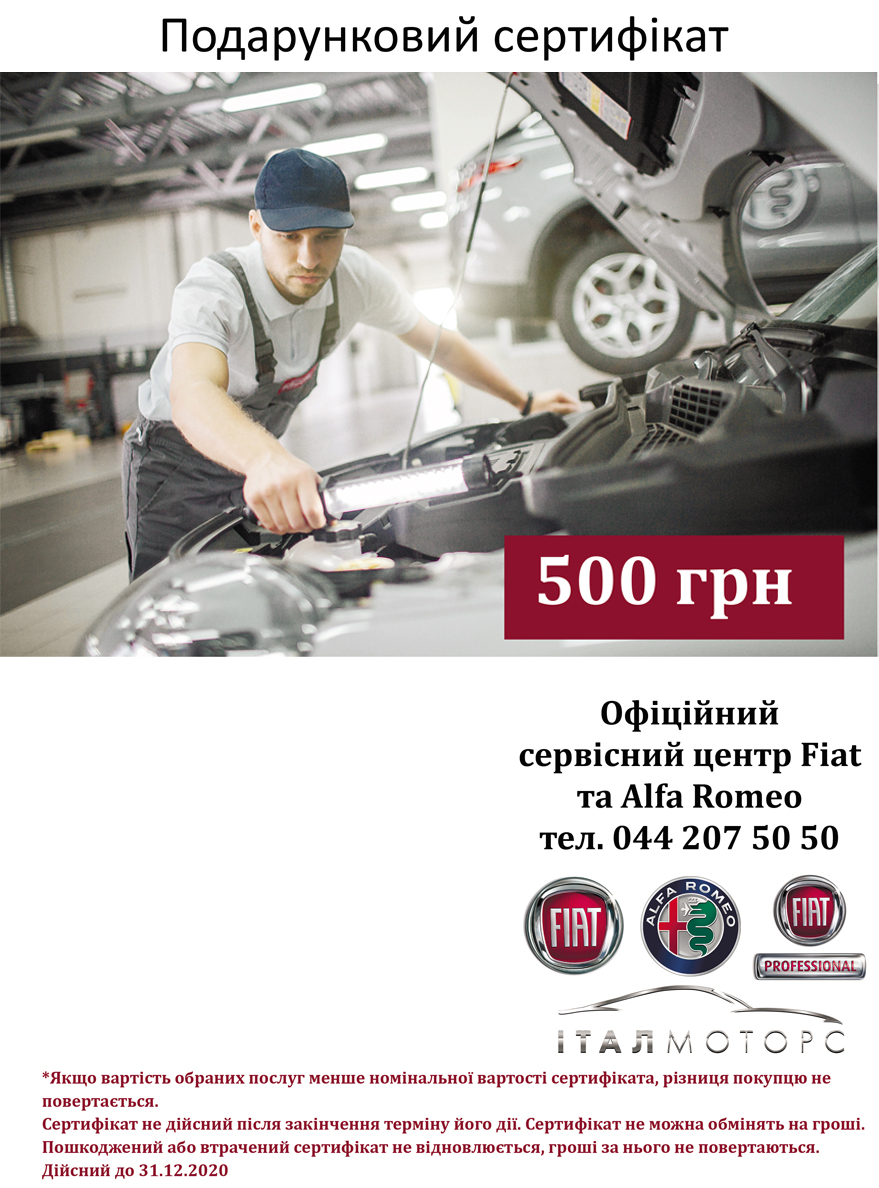 Подарунковий сертифікат
500 грн
Офіційний
сервісний центр Fiat
та Alfa Romeo
тел. 044 207 50 50
FIAT
ALFA ROMEO
FIAT
PROFESSIONAL
ІТАЛМОТОРС
*Якщо вартість обраних послуг менше номінальної вартості сертифіката, різниця покупцю не
повертається.
Сертифікат не дійсний після закінчення терміну його дії. Сертифікат не можна обмінять на гроші.
Пошкоджений або втрачений сертифікат не відновлюється, гроші за нього не повертаються.
Дійсний до 31.12.2020